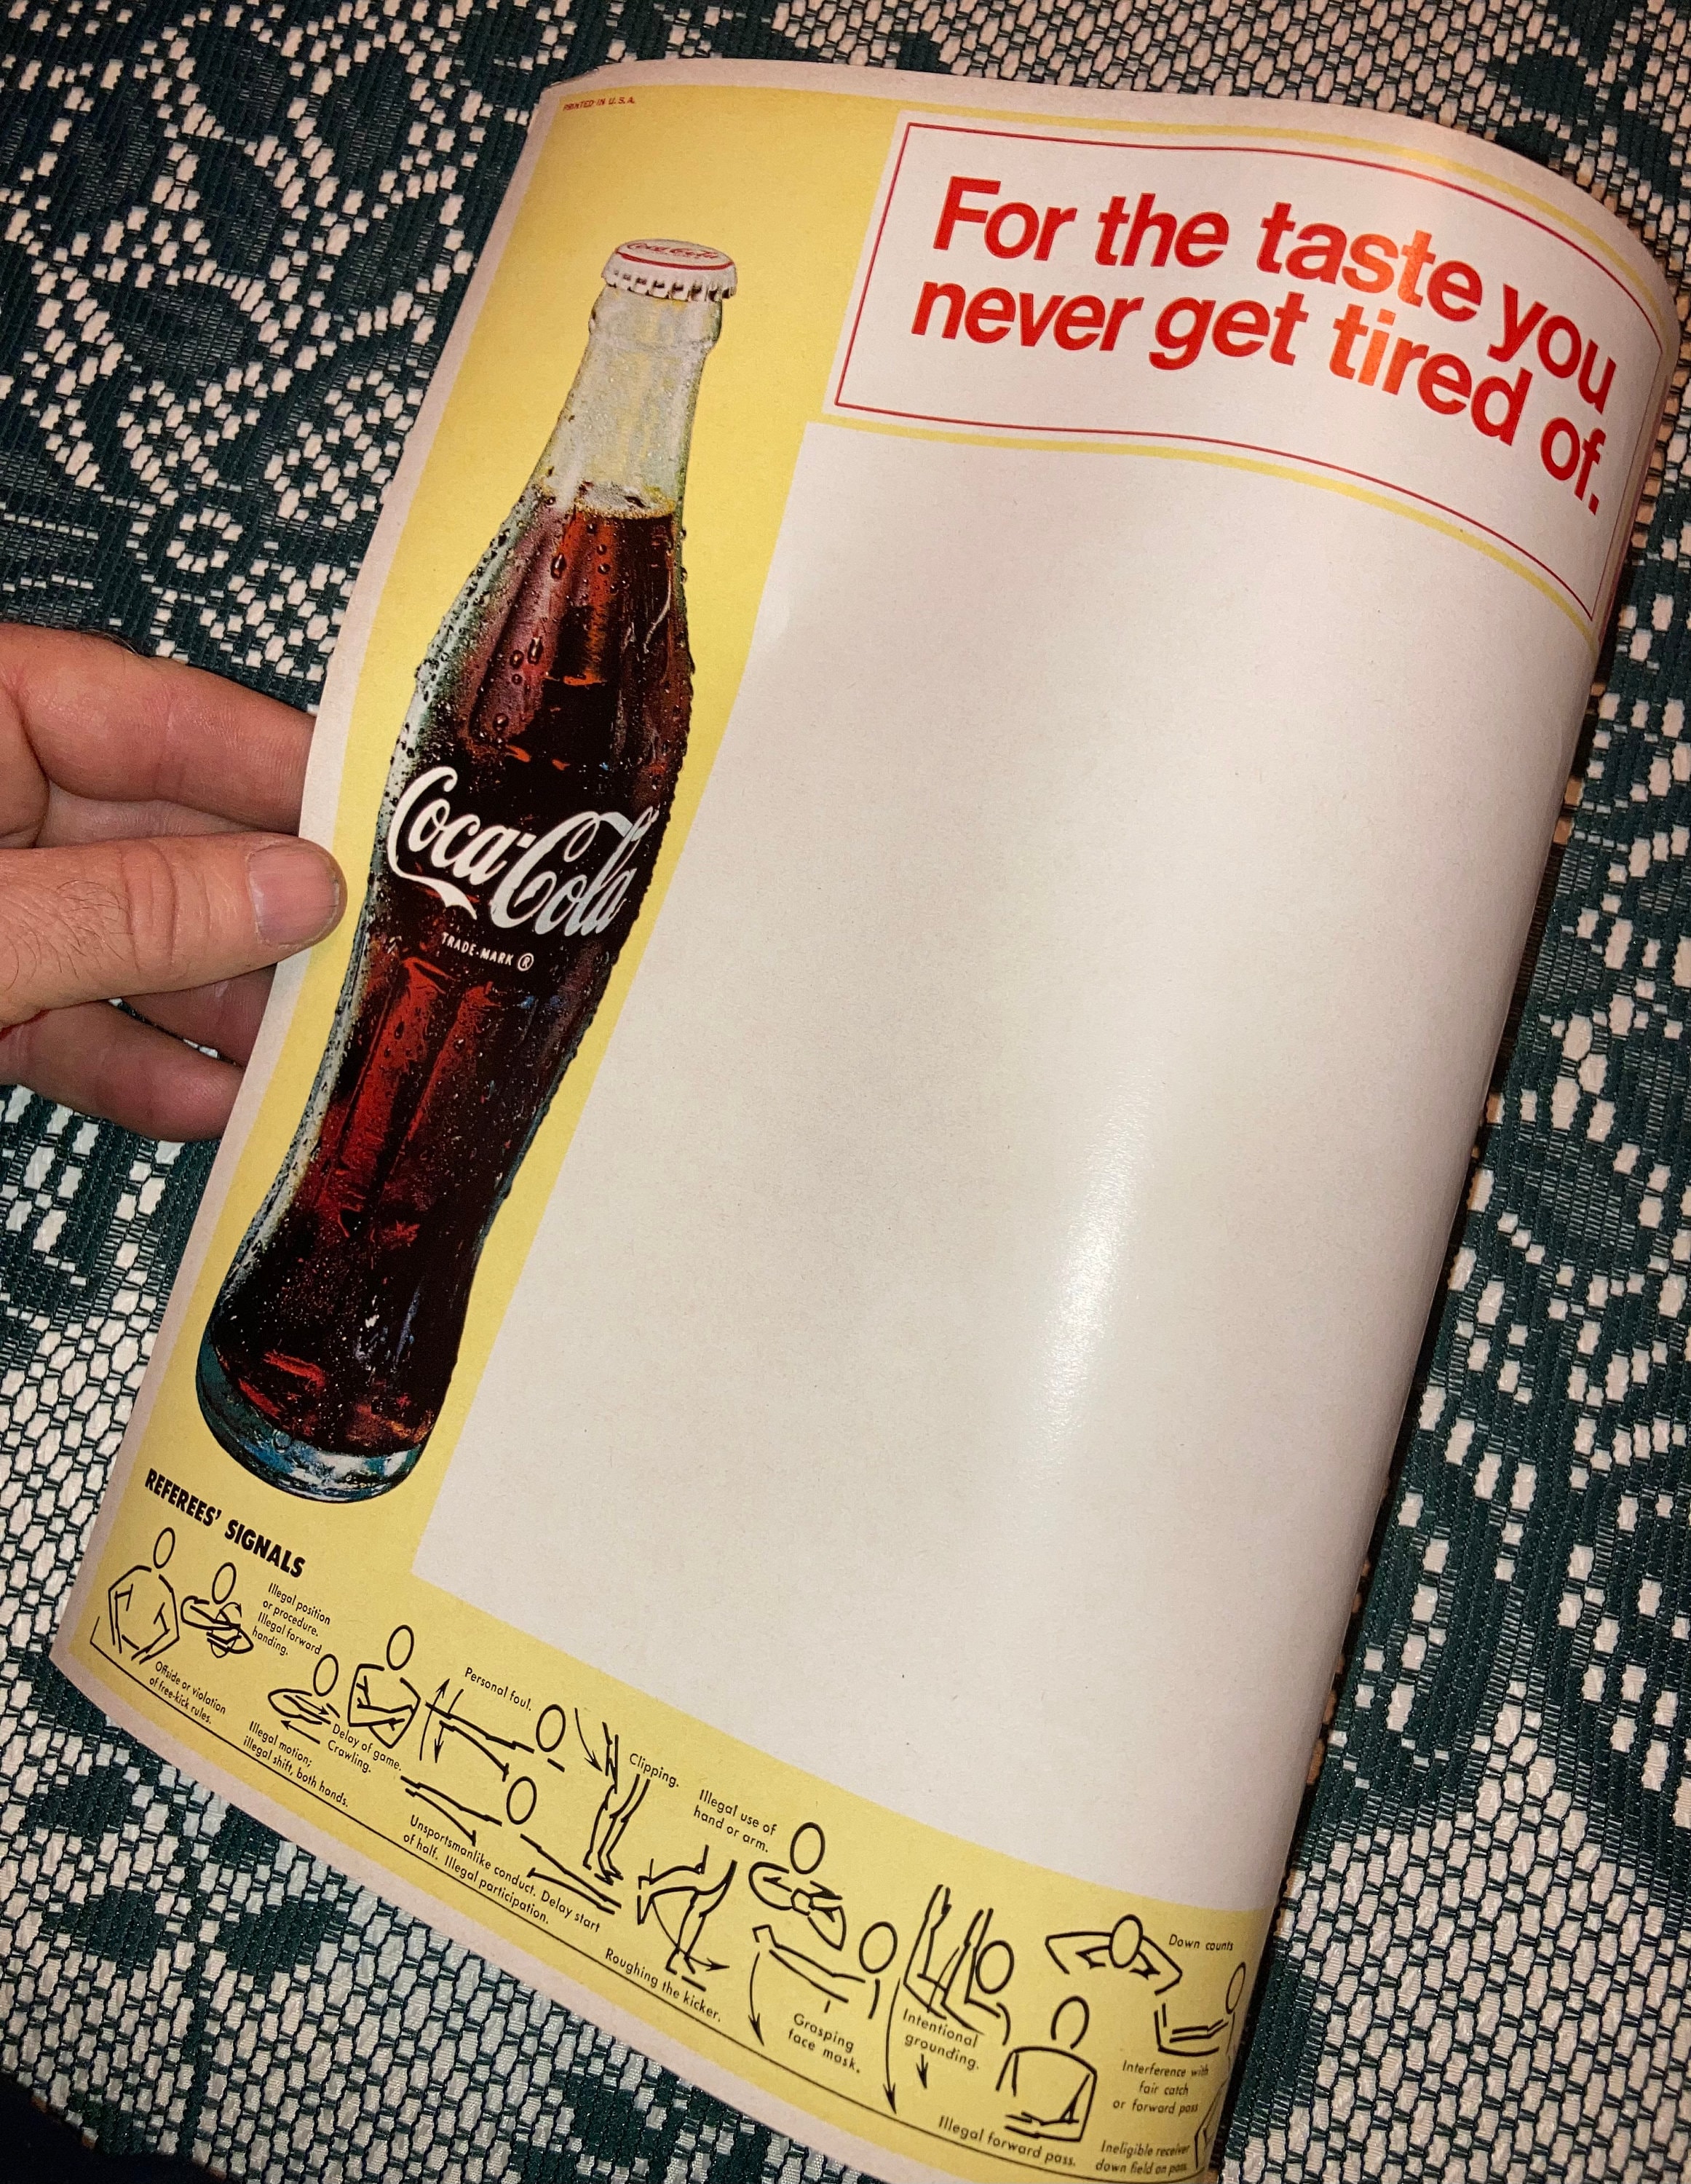 PRINTED IN U.S.A.
For the taste you
never get tired of.
Coca-Cola
Coca-Cola
TRADE-MARK ®
REFEREES' SIGNALS
Offside or violation
of free-kick rules.
Illegal position
or procedure.
Illegal forward
handing.
Illegal motion;
illegal shift, both hands.
Delay of game.
Crawling.
Personal foul.
Unsportsmanlike conduct. Delay start
of half. Illegal participation.
Clipping.
Roughing the kicker.
Illegal use of
hand or arm.
Grasping
face mask.
Intentional
grounding.
Illegal forward pass.
Down counts
Interference with
fair catch
or forward pass
Ineligible receiver
down field on pass.